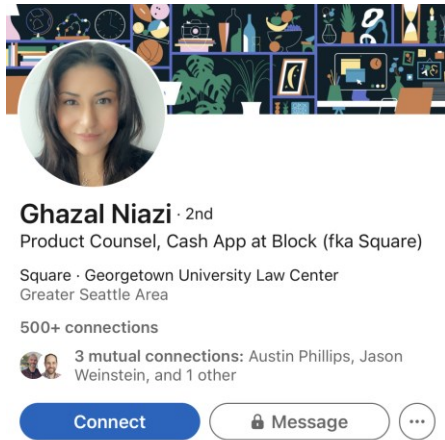 Ghazal Niazi · 2nd
Product Counsel, Cash App at Block (fka Square)
Square · Georgetown University Law Center
Greater Seattle Area
500+ connections
3 mutual connections: Austin Phillips, Jason
Weinstein, and 1 other
Connect
Message